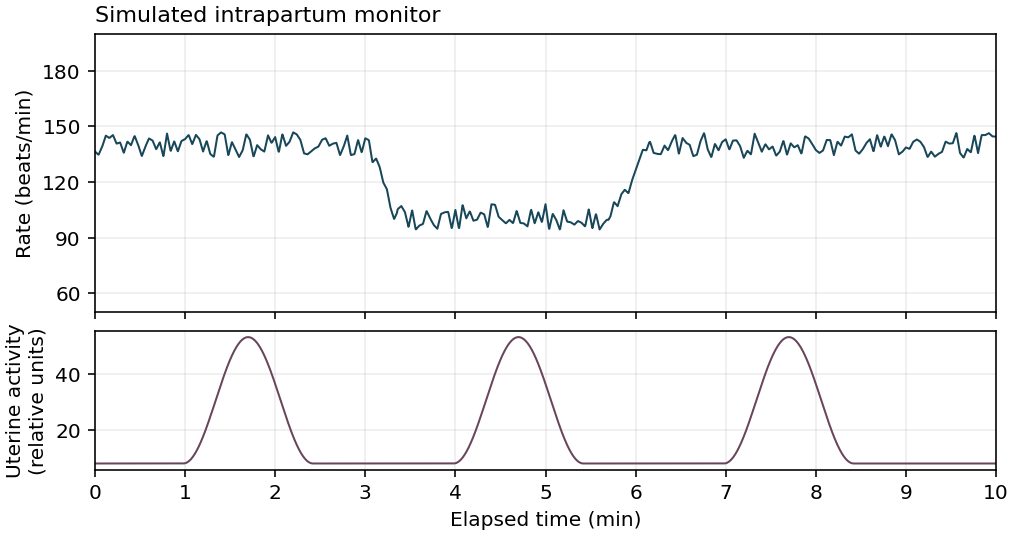 Simulated intrapartum monitor
Rate (beats/min)
180
150
120
90
60
Uterine activity
(relative units)
40
20
0 1 2 3 4 5 6 7 8 9 10
Elapsed time (min)